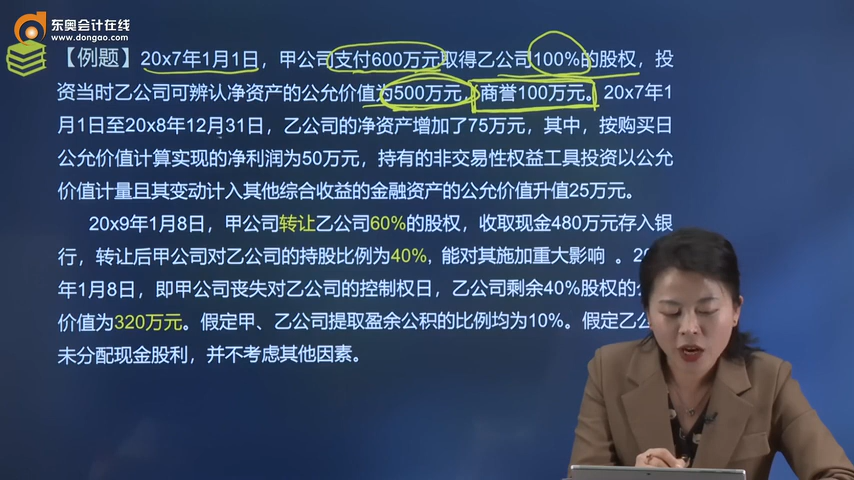 东奥会计在线
www.dongao.com
【例题】20x7年1月1日，甲公司支付600万元取得乙公司100%的股权，投
资当时乙公司可辨认净资产的公允价值为500万元，商誉100万元。20x7年1
月1日至20x8年12月31日，乙公司的净资产增加了75万元，其中，按购买日
公允价值计算实现的净利润为50万元，持有的非交易性权益工具投资以公允
价值计量且其变动计入其他综合收益的金融资产的公允价值升值25万元。
20x9年1月8日，甲公司转让乙公司60%的股权，收取现金480万元存入银
行，转让后甲公司对乙公司的持股比例为40%，能对其施加重大影响 。20
年1月8日，即甲公司丧失对乙公司的控制权日，乙公司剩余40%股权的
价值为320万元。假定甲、乙公司提取盈余公积的比例均为10%。假定乙
未分配现金股利，并不考虑其他因素。